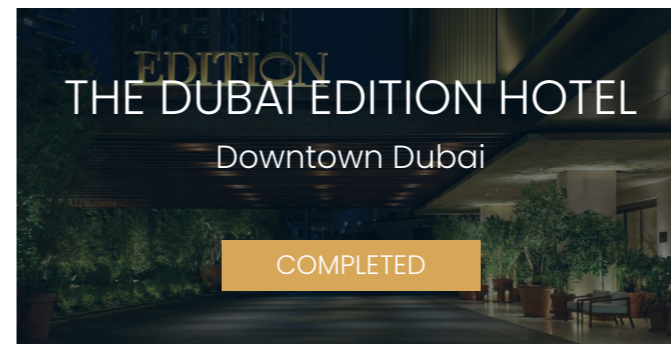 EDITION
THE DUBAI EDITION HOTEL
Downtown Dubai
COMPLETED